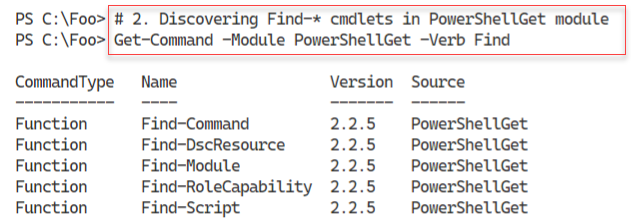 PS C:\Foo> # 2. Discovering Find-* cmdlets in PowerShellGet module
PS C:\Foo> Get-Command -Module PowerShellGet -Verb Find
CommandType Name Version Source
----------- ---- ------- ------
Function Find-Command 2.2.5 PowerShellGet
Function Find-DscResource 2.2.5 PowerShellGet
Function Find-Module 2.2.5 PowerShellGet
Function Find-RoleCapability 2.2.5 PowerShellGet
Function Find-Script 2.2.5 PowerShellGet